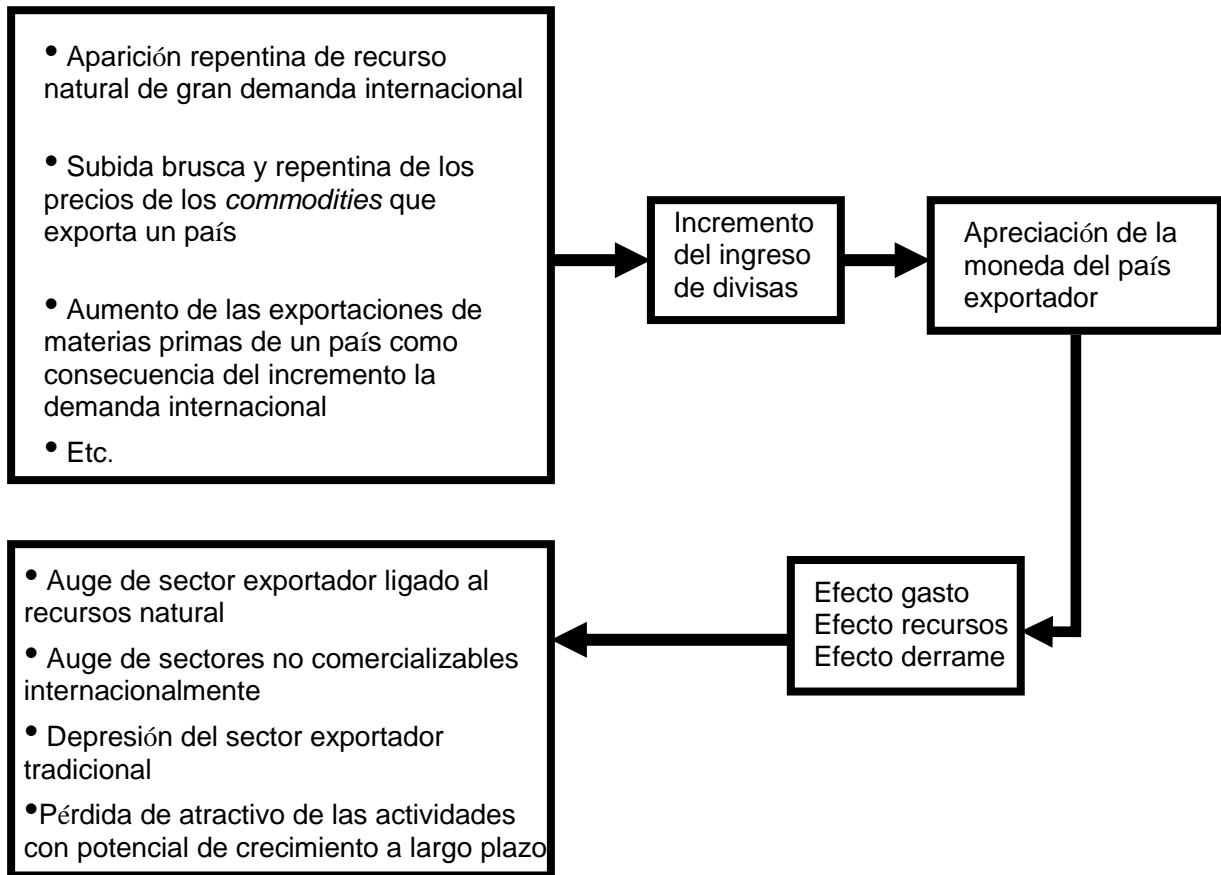 • Aparición repentina de recurso
natural de gran demanda internacional
• Subida brusca y repentina de los
precios de los commodities que
exporta un país
• Aumento de las exportaciones de
materias primas de un país como
consecuencia del incremento la
demanda internacional
• Etc.
Incremento
del ingreso
de divisas
Apreciación de la
moneda del país
exportador
Efecto gasto
Efecto recursos
Efecto derrame
• Auge de sector exportador ligado al
recursos natural
• Auge de sectores no comercializables
internacionalmente
• Depresión del sector exportador
tradicional
•Pérdida de atractivo de las actividades
con potencial de crecimiento a largo plazo